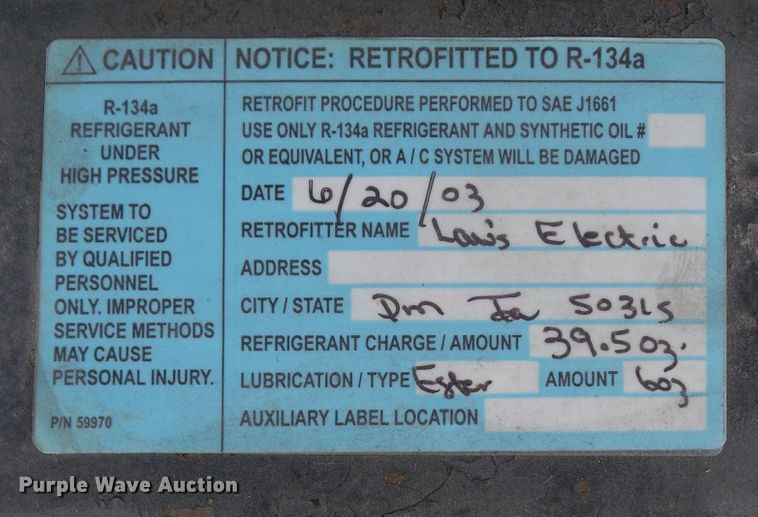 ⚠ CAUTION
R-134a
REFRIGERANT
UNDER
HIGH PRESSURE
SYSTEM TO
BE SERVICED
BY QUALIFIED
PERSONNEL
ONLY. IMPROPER
SERVICE METHODS
MAY CAUSE
PERSONAL INJURY.
P/N 59970
NOTICE: RETROFITTED TO R-134a
RETROFIT PROCEDURE PERFORMED TO SAE J1661
USE ONLY R-134a REFRIGERANT AND SYNTHETIC OIL #
OR EQUIVALENT, OR A / C SYSTEM WILL BE DAMAGED
DATE 6/20/03
RETROFITTER NAME Electric
ADDRESS
CITY / STATE Dm Ia 50315
REFRIGERANT CHARGE / AMOUNT 39.5oz.
LUBRICATION / TYPE Ester AMOUNT 6oz
AUXILIARY LABEL LOCATION
Purple Wave Auction